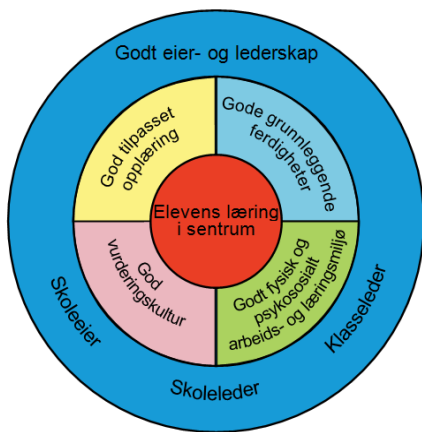 Godt eier- og lederskap
God tilpasset
opplæring
Gode grunnleggende
ferdigheter
Elevens læring
i sentrum
God
vurderingskultur
Godt fysisk og
psykososialt
arbeids- og læringsmiljø
Skoleeier
Skoleleder
Klasseleder